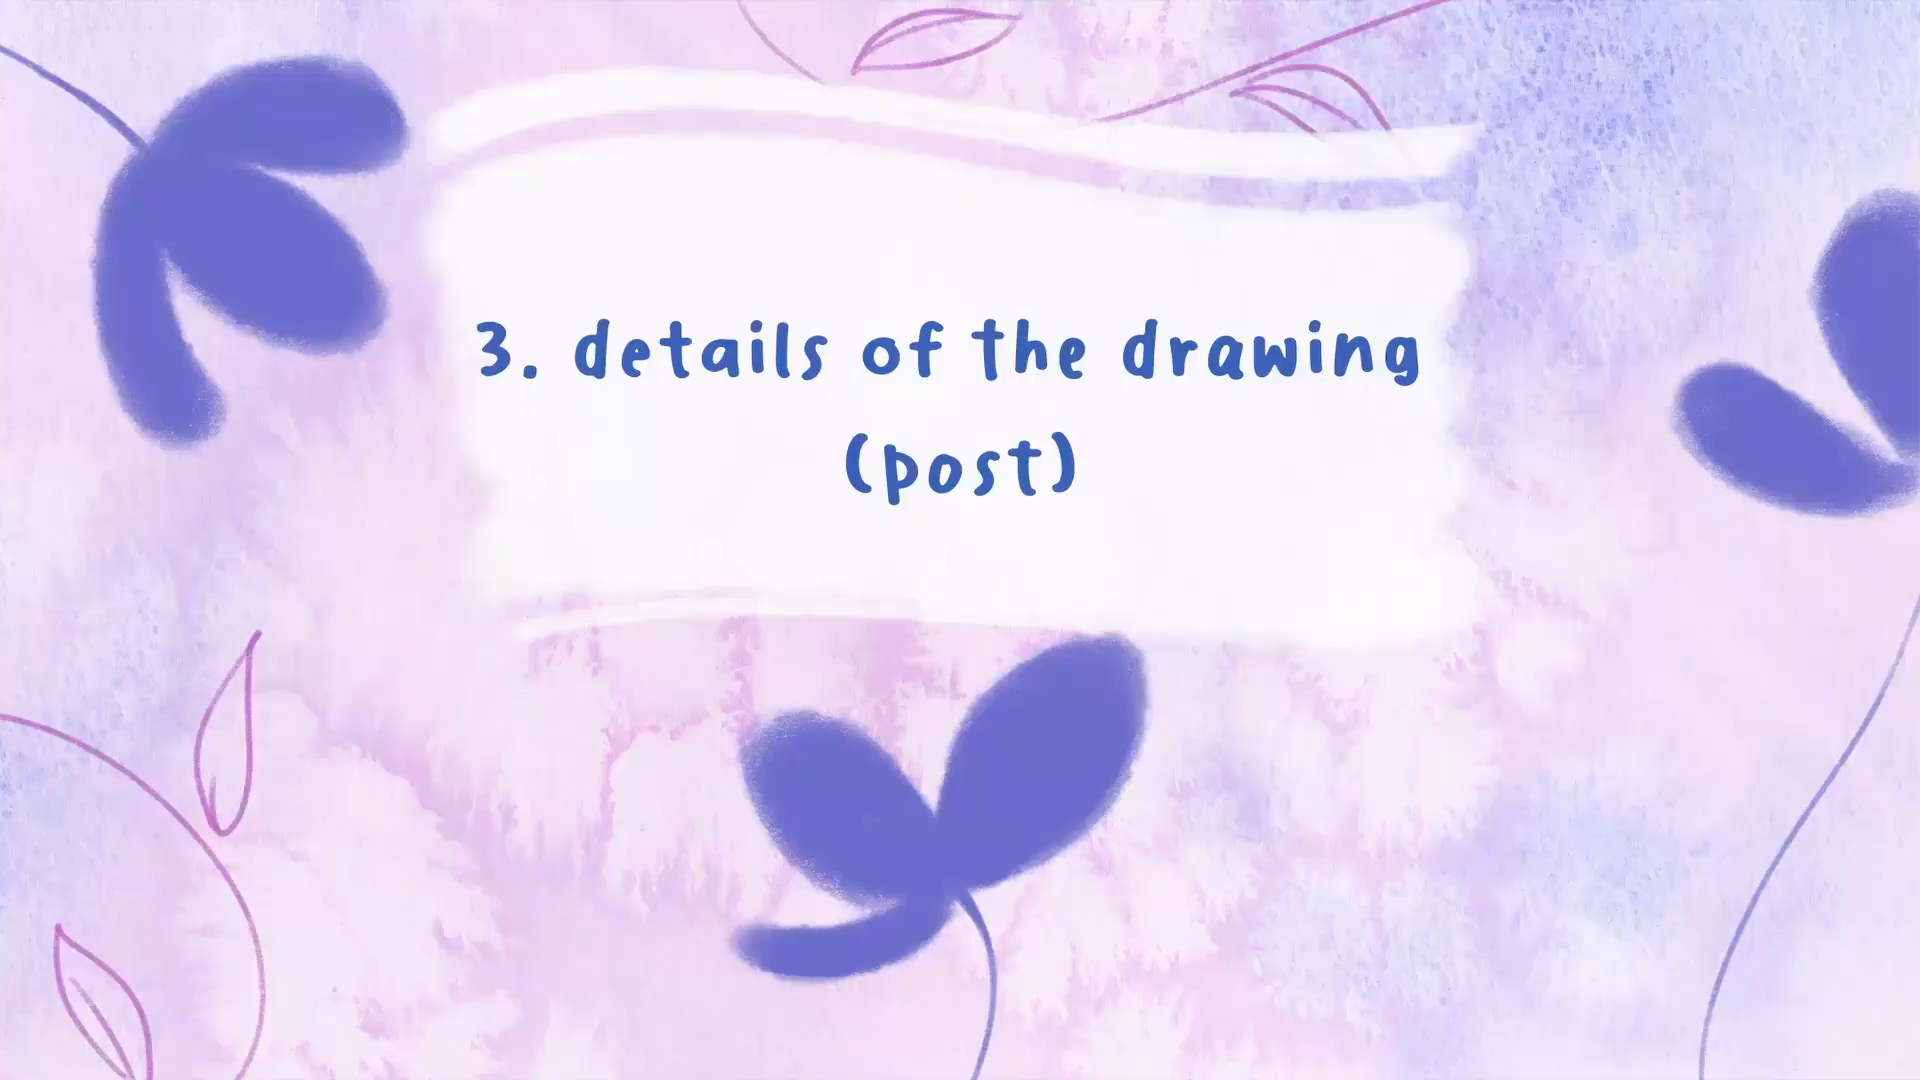 3. details of the drawing
(post)